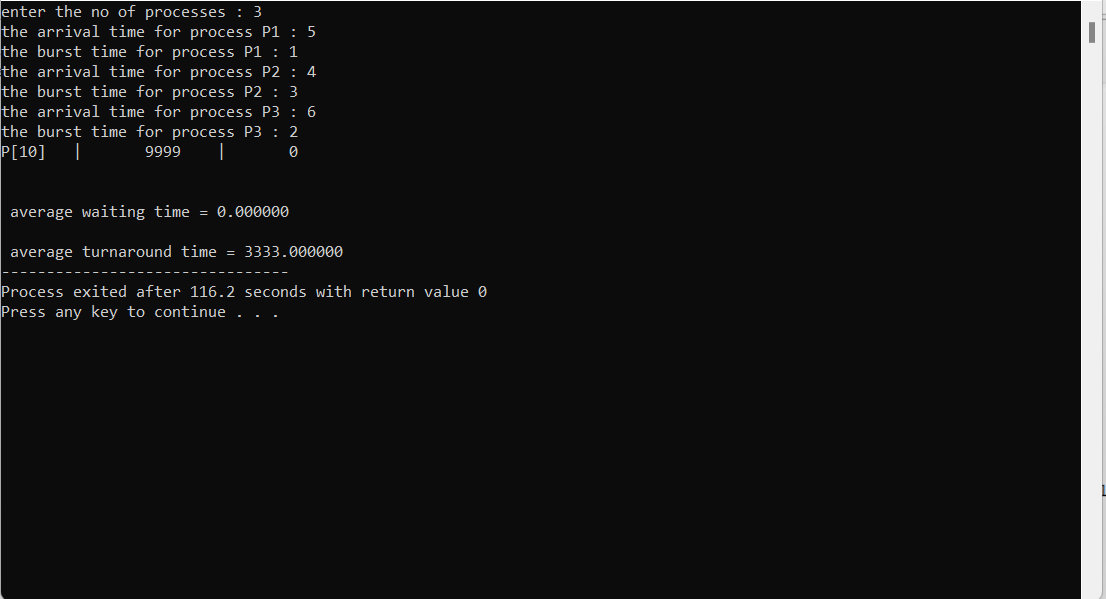 enter the no of processes : 3
the arrival time for process P1 : 5
the burst time for process P1 : 1
the arrival time for process P2 : 4
the burst time for process P2 : 3
the arrival time for process P3 : 6
the burst time for process P3 : 2
P[10]   |       9999    |       0
 average waiting time = 0.000000
 average turnaround time = 3333.000000
--------------------------------
Process exited after 116.2 seconds with return value 0
Press any key to continue . . .